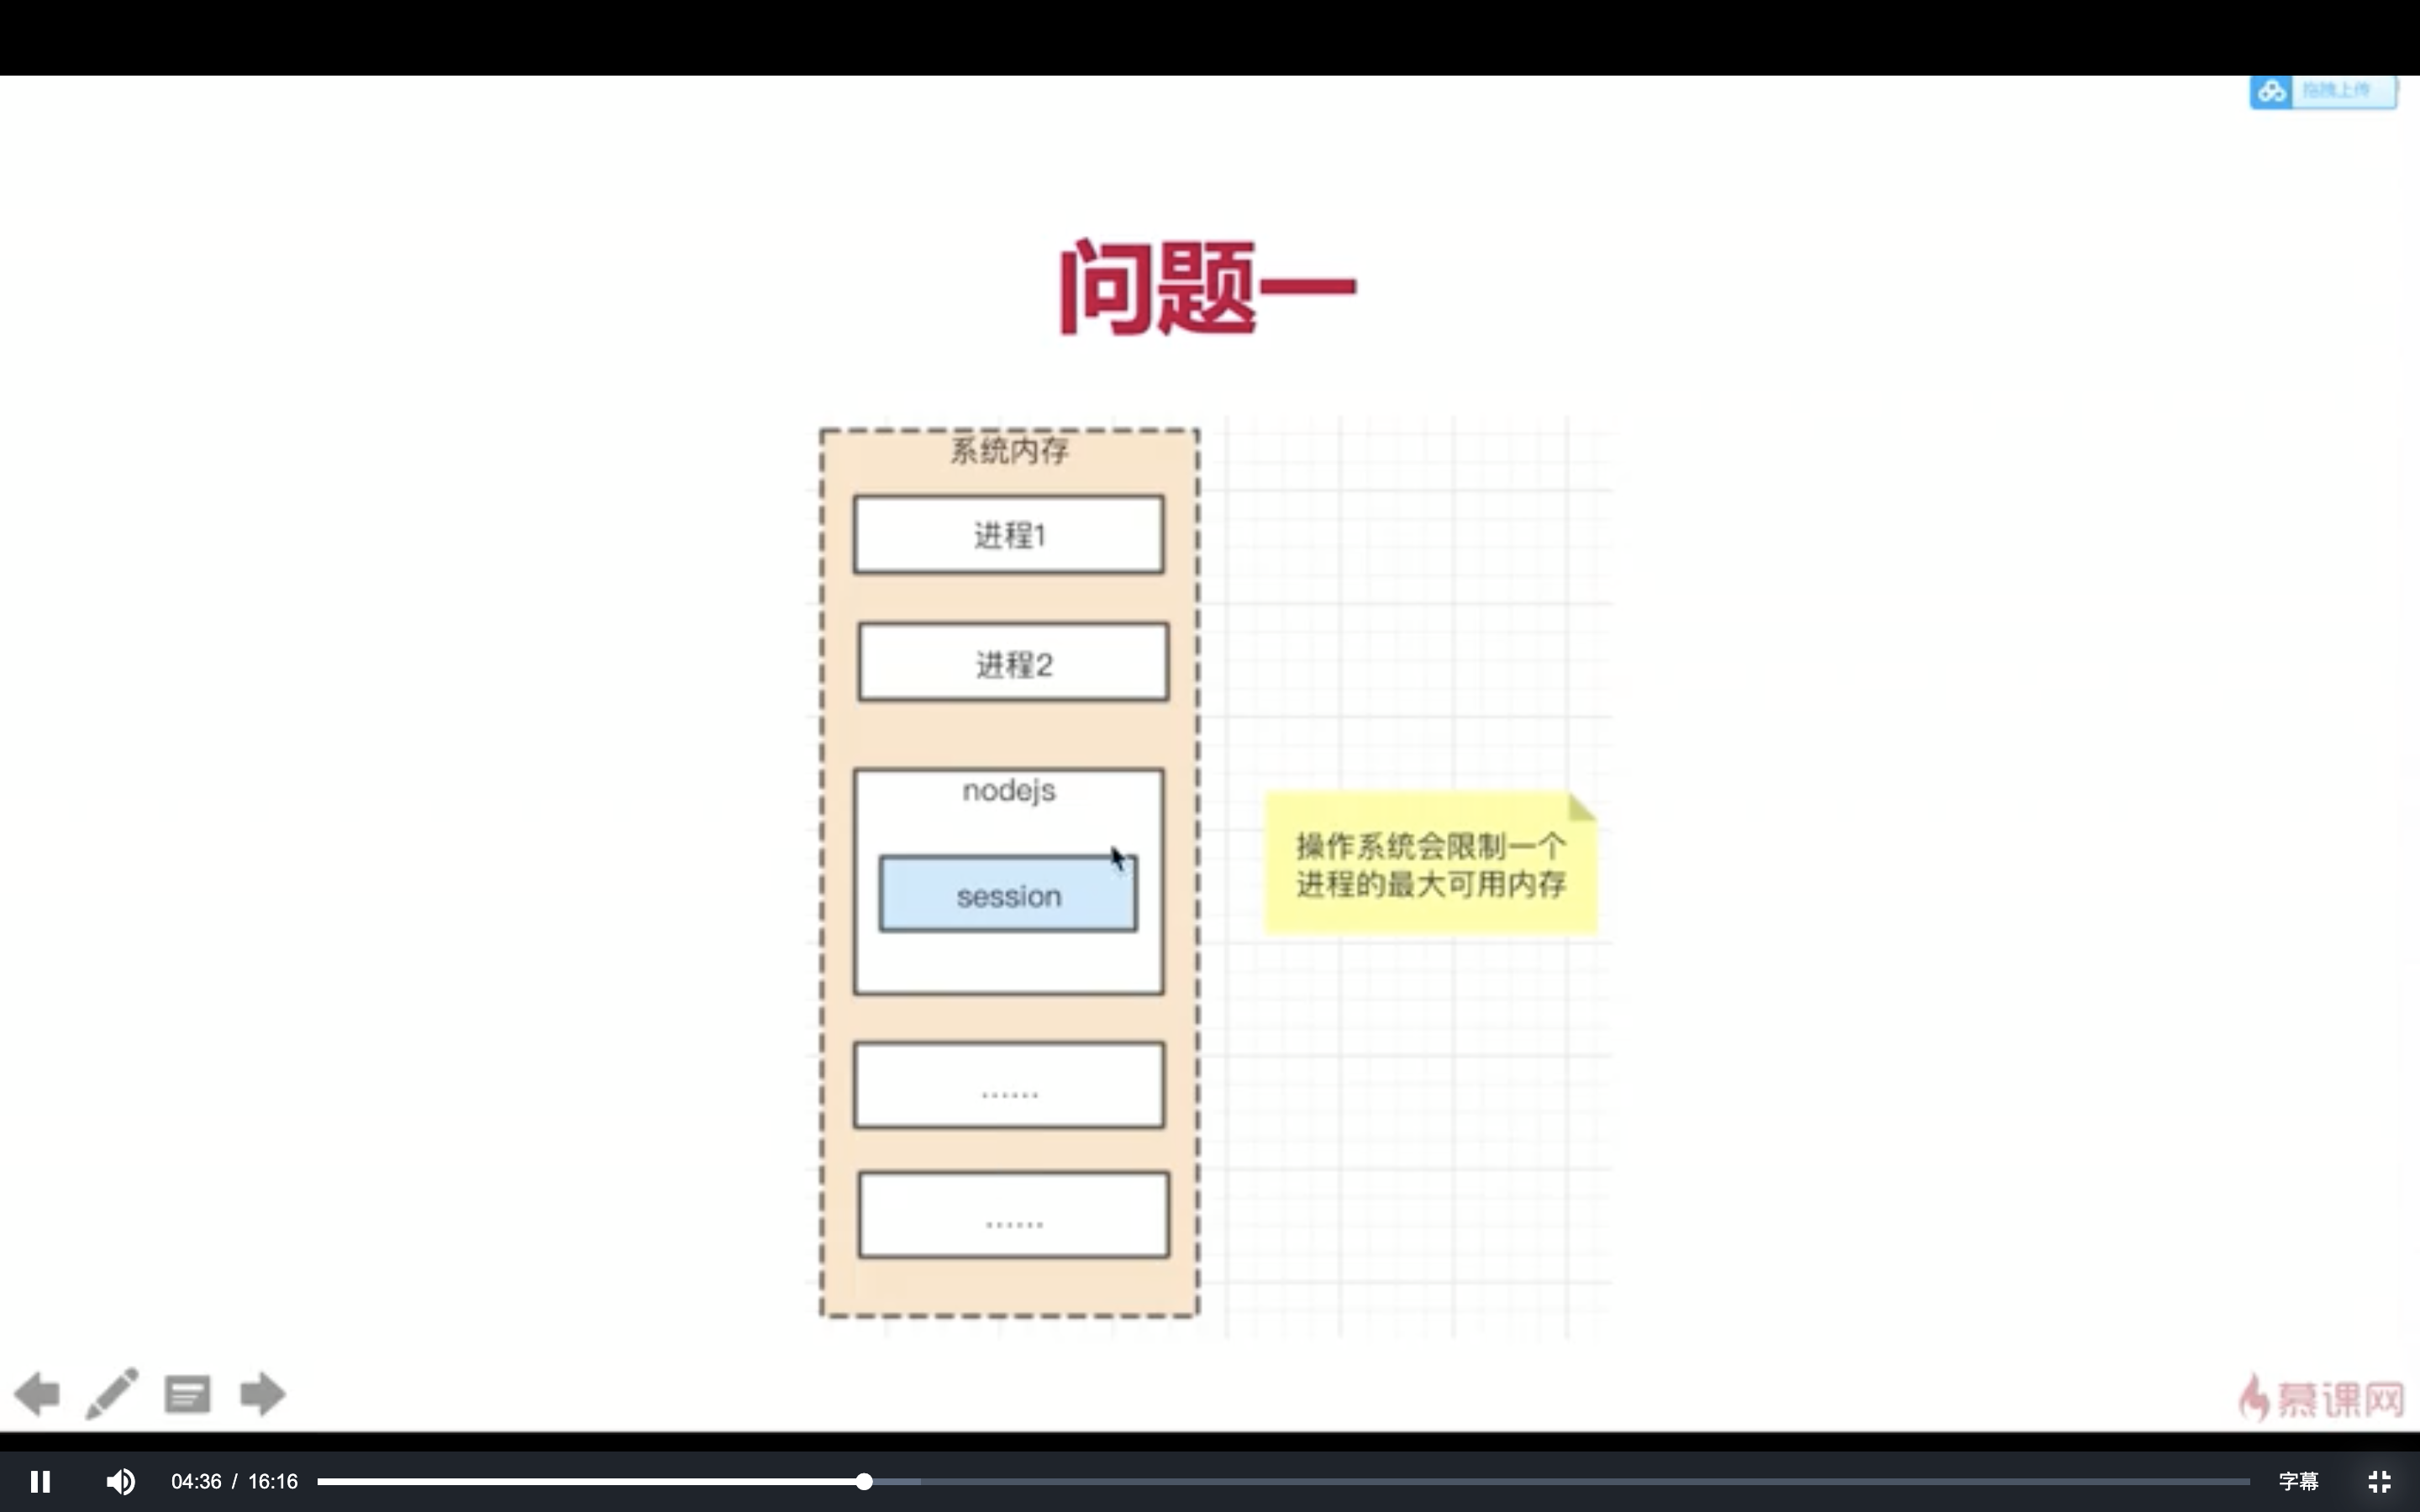 拖拽上传
问题一
系统内存
进程1
进程2
nodejs
session
操作系统会限制一个
进程的最大可用内存
......
......
慕课网
04:36 / 16:16
字幕